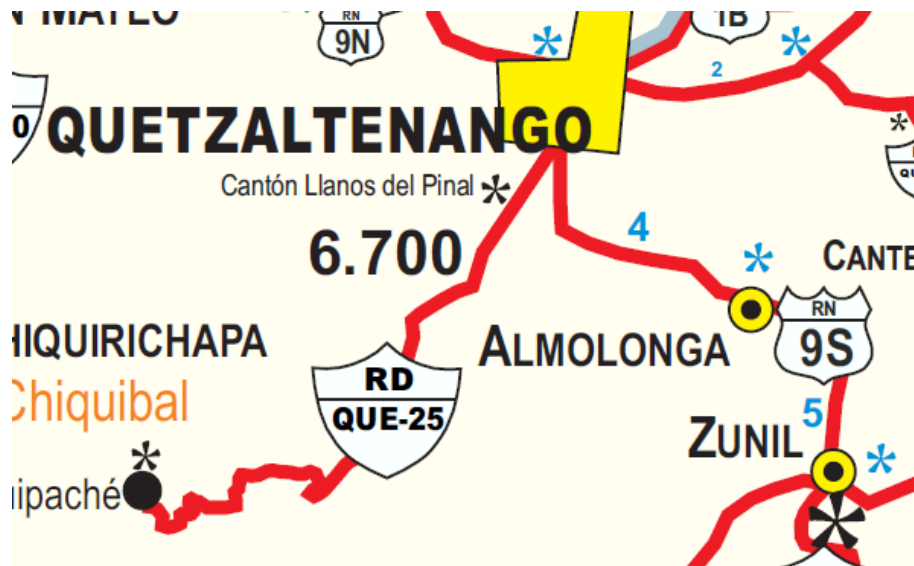 N MATEO
RN
9N
1B
2
QUETZALTENANGO
Cantón Llanos del Pinal
6.700
4
CANTE
ALMOLONGA
RN
9S
HIQUIRICHAPA
Chiquibal
RD
QUE-25
5
ZUNIL
uipaché